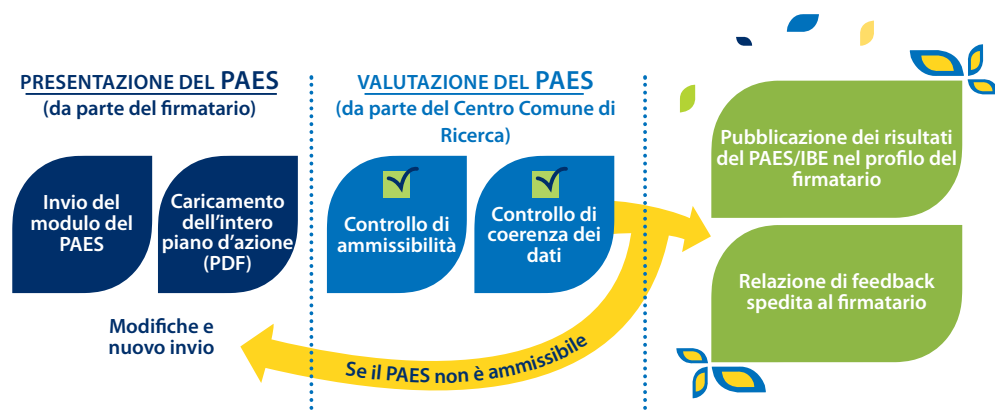 PRESENTAZIONE DEL PAES
(da parte del firmatario)
Invio del
modulo del
PAES
Caricamento
dell'intero
piano d'azione
(PDF)
Modifiche e
nuovo invio
VALUTAZIONE DEL PAES
(da parte del Centro Comune di
Ricerca)
Controllo di
ammissibilità
Controllo di
coerenza dei
dati
Se il PAES non è ammissibile
Pubblicazione dei risultati
del PAES/IBE nel profilo del
firmatario
Relazione di feedback
spedita al firmatario